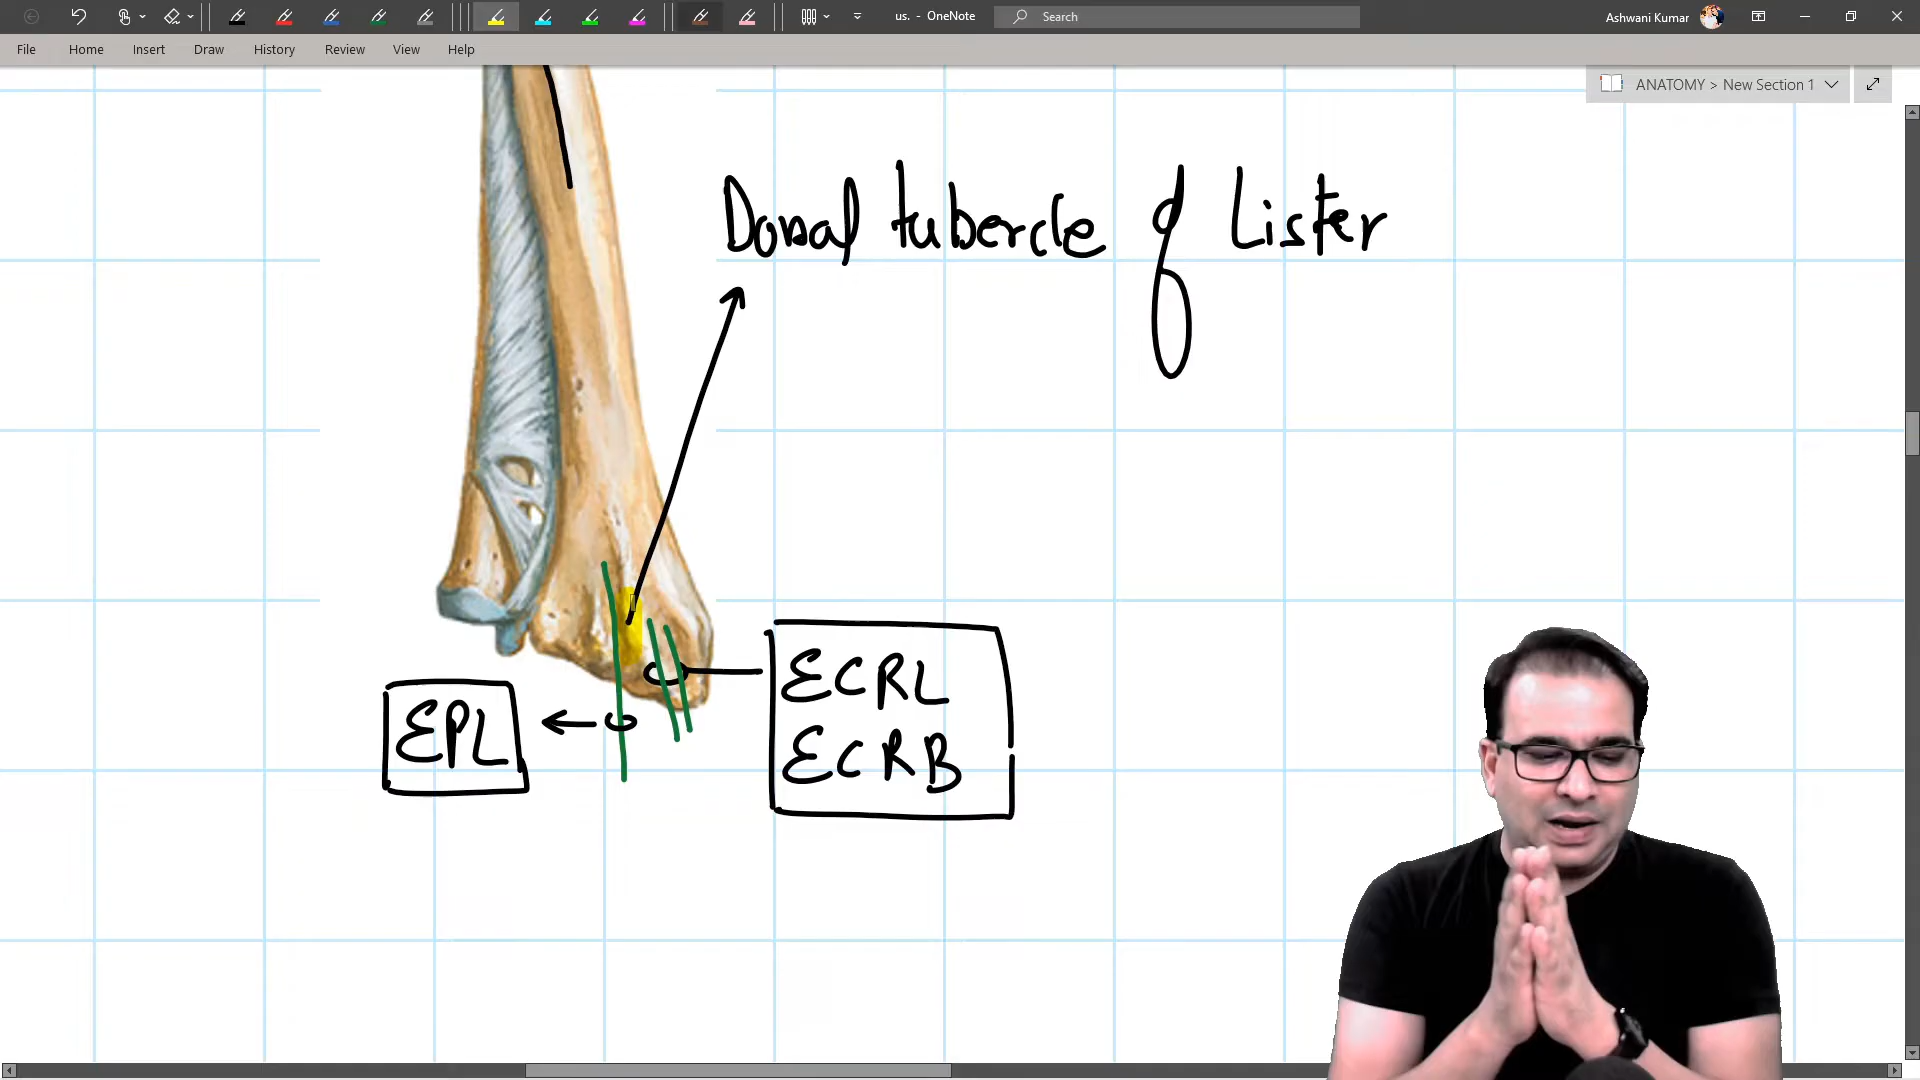 us. - OneNote
Search
Ashwani Kumar
File Home Insert Draw History Review View Help
ANATOMY > New Section 1
Dorsal tubercle of Lister
ECRL
ECRB
EPL